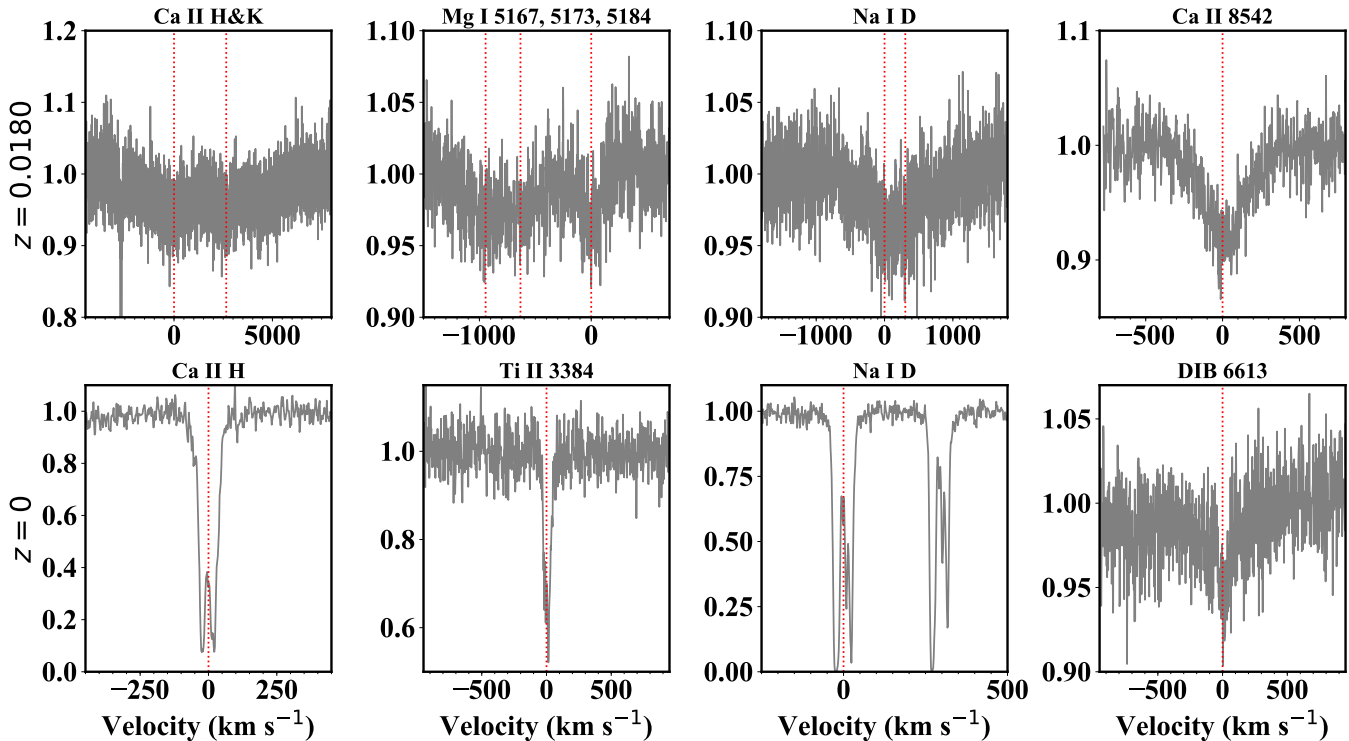 Ca II H&K
Mg I 5167, 5173, 5184
Na I D
Ca II 8542
z = 0.0180
1.2
1.1
1.0
0.9
0.8
1.10
1.05
1.00
0.95
0.90
1.10
1.05
1.00
0.95
0.90
1.1
1.0
0.9
0 5000
−1000 0
−1000 0 1000
−500 0 500
Ca II H
Ti II 3384
Na I D
DIB 6613
z = 0
1.0
0.8
0.6
0.4
0.2
0.0
1.0
0.8
0.6
1.00
0.75
0.50
0.25
0.00
1.05
1.00
0.95
0.90
−250 0 250
−500 0 500
0 500
−500 0 500
Velocity (km s⁻¹)
Velocity (km s⁻¹)
Velocity (km s⁻¹)
Velocity (km s⁻¹)